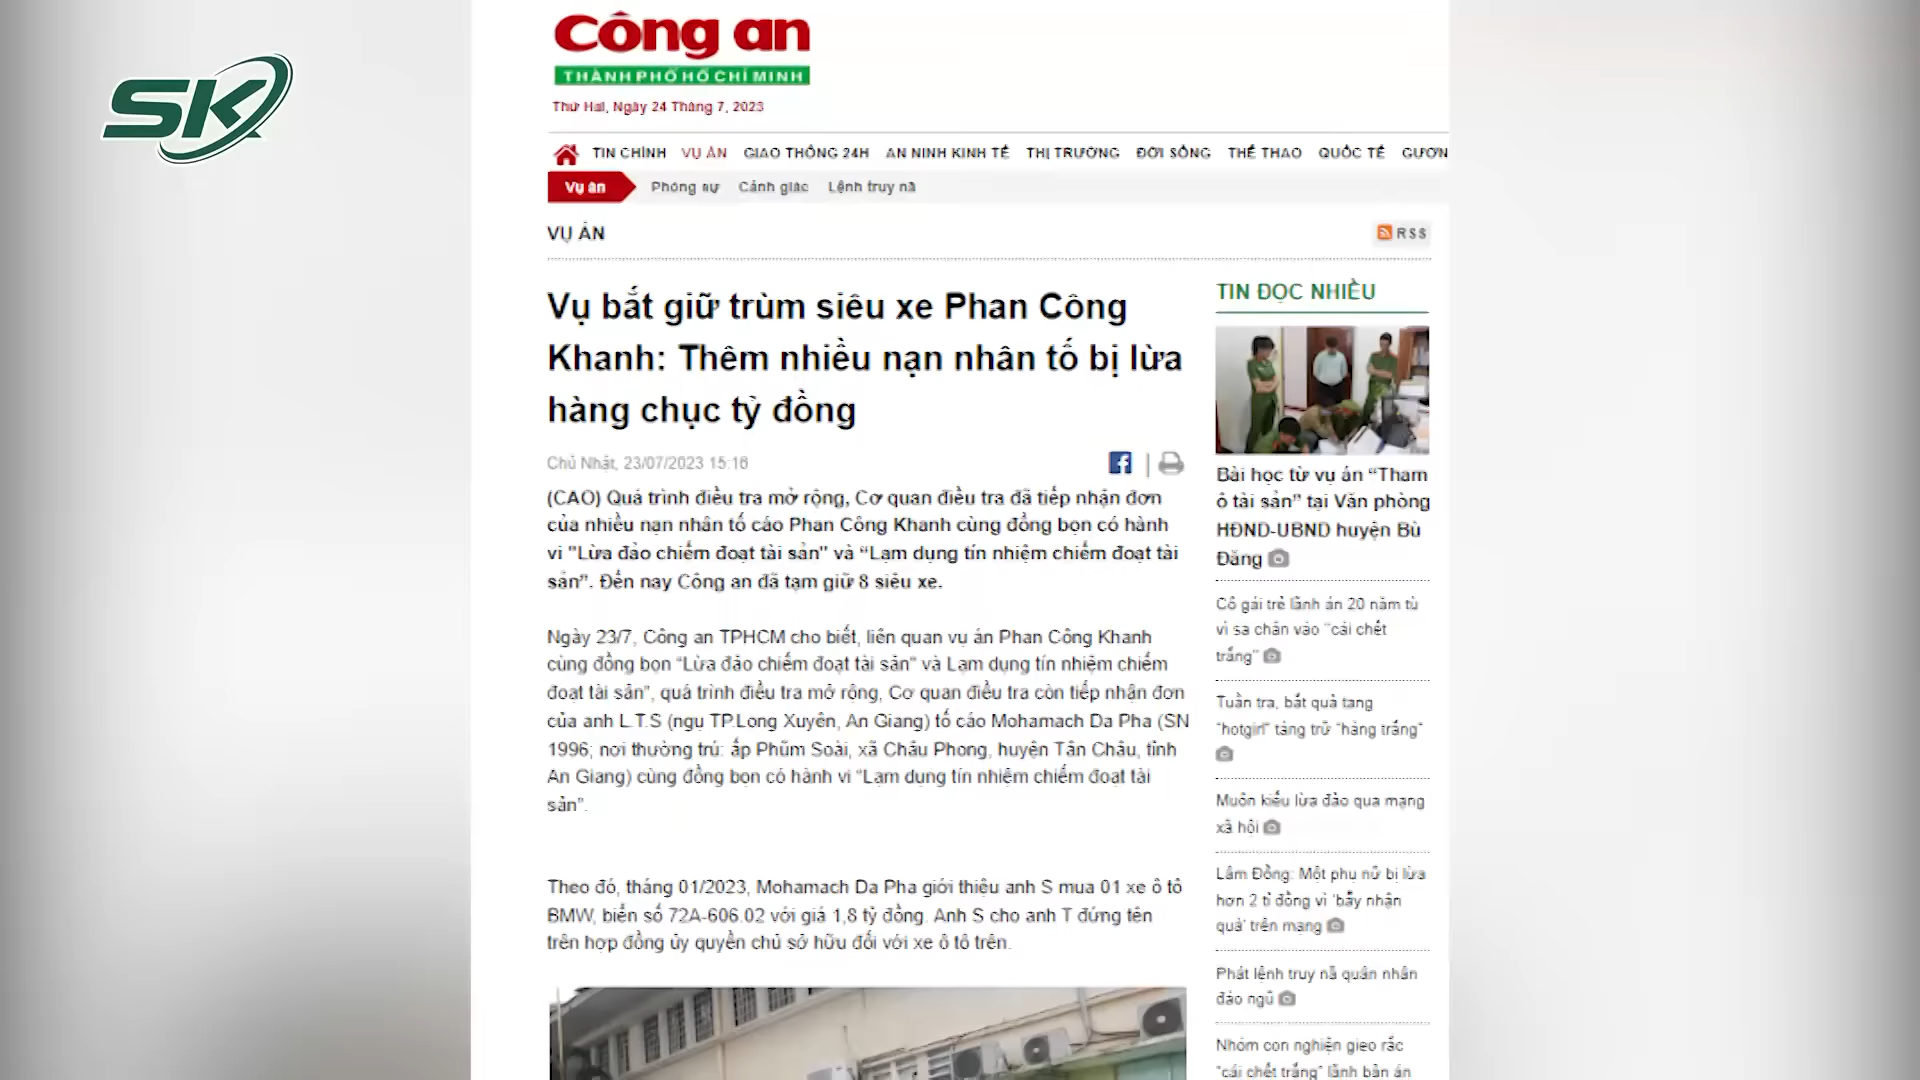 SK
Công an
THÀNH PHỐ HỒ CHÍ MINH
Thứ Hai, Ngày 24 Tháng 7, 2023
TIN CHÍNH VỤ ÁN GIAO THÔNG 24H AN NINH KINH TẾ THỊ TRƯỜNG ĐỜI SỐNG THỂ THAO QUỐC TẾ GƯƠN
Vụ án Phóng sự Cảnh giác Lệnh truy nã
VỤ ÁN
RSS
Vụ bắt giữ trùm siêu xe Phan Công
Khanh: Thêm nhiều nạn nhân tố bị lừa
hàng chục tỷ đồng
Chủ Nhật, 23/07/2023 15:16
(CAO) Quá trình điều tra mở rộng, Cơ quan điều tra đã tiếp nhận đơn
của nhiều nạn nhân tố cáo Phan Công Khanh cùng đồng bọn có hành
vi "Lừa đảo chiếm đoạt tài sản" và “Lạm dụng tín nhiệm chiếm đoạt tài
sản”. Đến nay Công an đã tạm giữ 8 siêu xe.
Ngày 23/7, Công an TPHCM cho biết, liên quan vụ án Phan Công Khanh
cùng đồng bọn “Lừa đảo chiếm đoạt tài sản” và Lạm dụng tín nhiệm chiếm
đoạt tài sản”, quá trình điều tra mở rộng, Cơ quan điều tra còn tiếp nhận đơn
của anh L.T.S (ngụ TP.Long Xuyên, An Giang) tố cáo Mohamach Da Pha (SN
1996; nơi thường trú: ấp Phũm Soài, xã Châu Phong, huyện Tân Châu, tỉnh
An Giang) cùng đồng bọn có hành vi “Lạm dụng tín nhiệm chiếm đoạt tài
sản”.
Theo đó, tháng 01/2023, Mohamach Da Pha giới thiệu anh S mua 01 xe ô tô
BMW, biển số 72A-606.02 với giá 1,8 tỷ đồng. Anh S cho anh T đứng tên
trên hợp đồng ủy quyền chủ sở hữu đối với xe ô tô trên.
TIN ĐỌC NHIỀU
Bài học từ vụ án “Tham
ô tài sản” tại Văn phòng
HĐND-UBND huyện Bù
Đăng
Cô gái trẻ lãnh án 20 năm tù
vì sa chân vào “cái chết
trắng”
Tuần tra, bắt quả tang
“hotgirl” tàng trữ “hàng trắng”
Muôn kiểu lừa đảo qua mạng
xã hội
Lâm Đồng: Một phụ nữ bị lừa
hơn 2 tỉ đồng vì 'bẫy nhận
quà' trên mạng
Phát lệnh truy nã quân nhân
đào ngũ
Nhóm con nghiện gieo rắc
“cái chết trắng” lãnh bản án